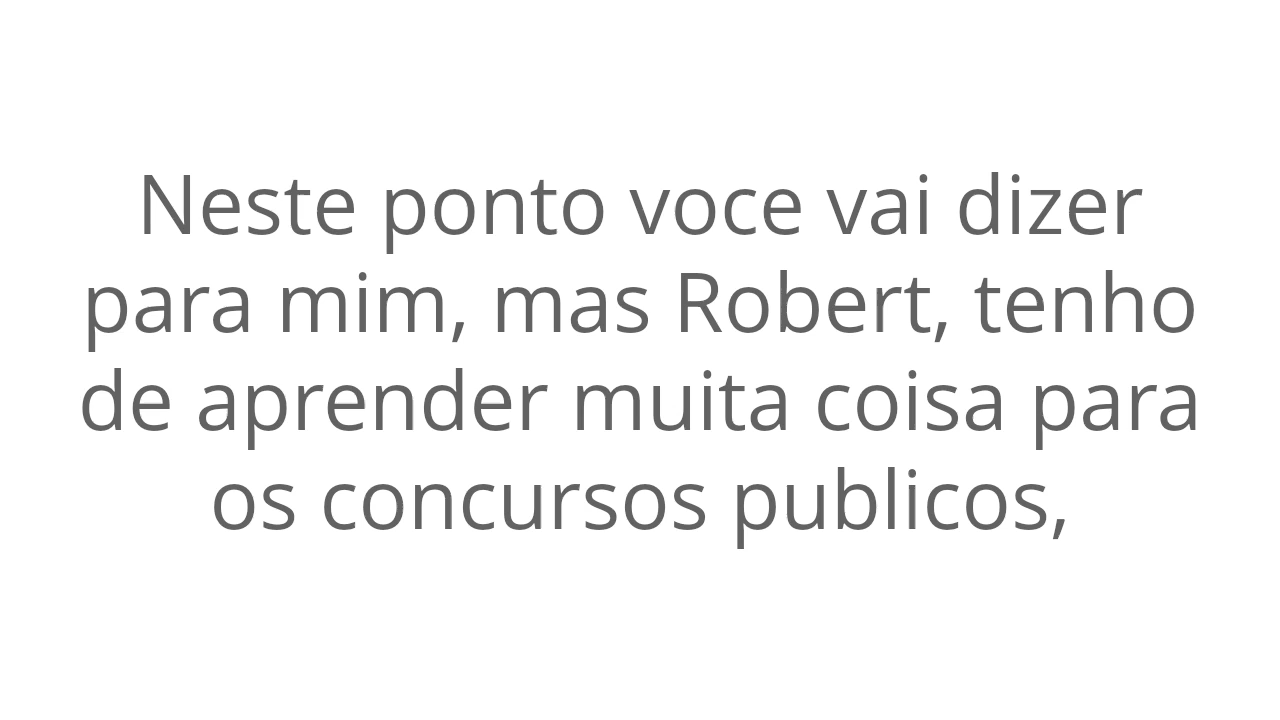 Neste ponto voce vai dizer
para mim, mas Robert, tenho
de aprender muita coisa para
os concursos publicos,